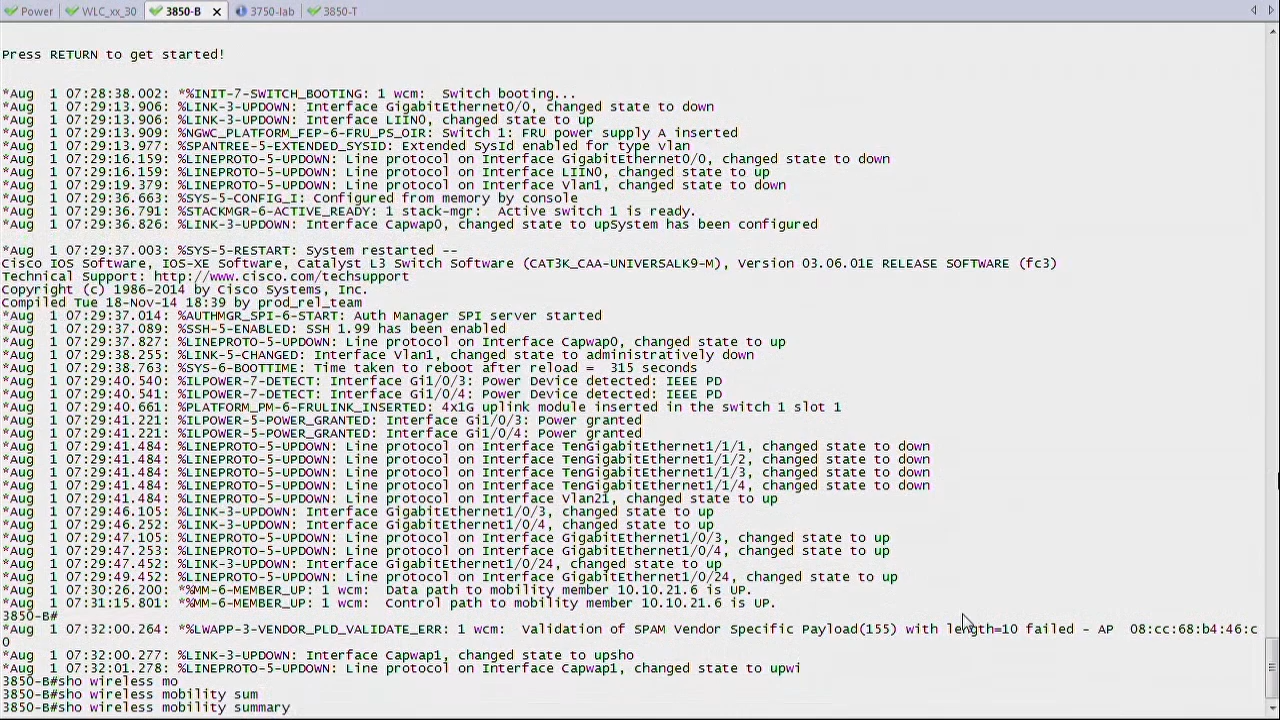 Power WLC_xx_30 3850-B 3750-lab 3850-T
Press RETURN to get started!
*Aug  1 07:28:38.002: *%INIT-7-SWITCH_BOOTING: 1 wcm:  Switch booting...
*Aug  1 07:29:13.906: %LINK-3-UPDOWN: Interface GigabitEthernet0/0, changed state to down
*Aug  1 07:29:13.906: %LINK-3-UPDOWN: Interface LIIN0, changed state to up
*Aug  1 07:29:13.909: %NGWC_PLATFORM_FEP-6-FRU_PS_OIR: Switch 1: FRU power supply A inserted
*Aug  1 07:29:13.977: %SPANTREE-5-EXTENDED_SYSID: Extended SysId enabled for type vlan
*Aug  1 07:29:16.159: %LINEPROTO-5-UPDOWN: Line protocol on Interface GigabitEthernet0/0, changed state to down
*Aug  1 07:29:16.159: %LINEPROTO-5-UPDOWN: Line protocol on Interface LIIN0, changed state to up
*Aug  1 07:29:19.379: %LINEPROTO-5-UPDOWN: Line protocol on Interface Vlan1, changed state to down
*Aug  1 07:29:36.663: %SYS-5-CONFIG_I: Configured from memory by console
*Aug  1 07:29:36.791: %STACKMGR-6-ACTIVE_READY: 1 stack-mgr:  Active switch 1 is ready.
*Aug  1 07:29:36.826: %LINK-3-UPDOWN: Interface Capwap0, changed state to upSystem has been configured
*Aug  1 07:29:37.003: %SYS-5-RESTART: System restarted --
Cisco IOS Software, IOS-XE Software, Catalyst L3 Switch Software (CAT3K_CAA-UNIVERSALK9-M), Version 03.06.01E RELEASE SOFTWARE (fc3)
Technical Support: http://www.cisco.com/techsupport
Copyright (c) 1986-2014 by Cisco Systems, Inc.
Compiled Tue 18-Nov-14 18:39 by prod_rel_team
*Aug  1 07:29:37.014: %AUTHMGR_SPI-6-START: Auth Manager SPI server started
*Aug  1 07:29:37.089: %SSH-5-ENABLED: SSH 1.99 has been enabled
*Aug  1 07:29:37.827: %LINEPROTO-5-UPDOWN: Line protocol on Interface Capwap0, changed state to up
*Aug  1 07:29:38.255: %LINK-5-CHANGED: Interface Vlan1, changed state to administratively down
*Aug  1 07:29:38.763: %SYS-6-BOOTTIME: Time taken to reboot after reload =  315 seconds
*Aug  1 07:29:40.540: %ILPOWER-7-DETECT: Interface Gi1/0/3: Power Device detected: IEEE PD
*Aug  1 07:29:40.541: %ILPOWER-7-DETECT: Interface Gi1/0/4: Power Device detected: IEEE PD
*Aug  1 07:29:40.661: %PLATFORM_PM-6-FRULINK_INSERTED: 4x1G uplink module inserted in the switch 1 slot 1
*Aug  1 07:29:41.221: %ILPOWER-5-POWER_GRANTED: Interface Gi1/0/3: Power granted
*Aug  1 07:29:41.221: %ILPOWER-5-POWER_GRANTED: Interface Gi1/0/4: Power granted
*Aug  1 07:29:41.484: %LINEPROTO-5-UPDOWN: Line protocol on Interface TenGigabitEthernet1/1/1, changed state to down
*Aug  1 07:29:41.484: %LINEPROTO-5-UPDOWN: Line protocol on Interface TenGigabitEthernet1/1/2, changed state to down
*Aug  1 07:29:41.484: %LINEPROTO-5-UPDOWN: Line protocol on Interface TenGigabitEthernet1/1/3, changed state to down
*Aug  1 07:29:41.484: %LINEPROTO-5-UPDOWN: Line protocol on Interface TenGigabitEthernet1/1/4, changed state to down
*Aug  1 07:29:41.484: %LINEPROTO-5-UPDOWN: Line protocol on Interface Vlan21, changed state to up
*Aug  1 07:29:46.105: %LINK-3-UPDOWN: Interface GigabitEthernet1/0/3, changed state to up
*Aug  1 07:29:46.252: %LINK-3-UPDOWN: Interface GigabitEthernet1/0/4, changed state to up
*Aug  1 07:29:47.105: %LINEPROTO-5-UPDOWN: Line protocol on Interface GigabitEthernet1/0/3, changed state to up
*Aug  1 07:29:47.253: %LINEPROTO-5-UPDOWN: Line protocol on Interface GigabitEthernet1/0/4, changed state to up
*Aug  1 07:29:47.452: %LINK-3-UPDOWN: Interface GigabitEthernet1/0/24, changed state to up
*Aug  1 07:29:49.452: %LINEPROTO-5-UPDOWN: Line protocol on Interface GigabitEthernet1/0/24, changed state to up
*Aug  1 07:30:26.200: *%MM-6-MEMBER_UP: 1 wcm:  Data path to mobility member 10.10.21.6 is UP.
*Aug  1 07:31:15.801: *%MM-6-MEMBER_UP: 1 wcm:  Control path to mobility member 10.10.21.6 is UP.
3850-B#
*Aug  1 07:32:00.264: *%LWAPP-3-VENDOR_PLD_VALIDATE_ERR: 1 wcm:  Validation of SPAM Vendor Specific Payload(155) with length=10 failed - AP  08:cc:68:b4:46:c
0
*Aug  1 07:32:00.277: %LINK-3-UPDOWN: Interface Capwap1, changed state to upsho
*Aug  1 07:32:01.278: %LINEPROTO-5-UPDOWN: Line protocol on Interface Capwap1, changed state to upwi
3850-B#sho wireless mo
3850-B#sho wireless mobility sum
3850-B#sho wireless mobility summary